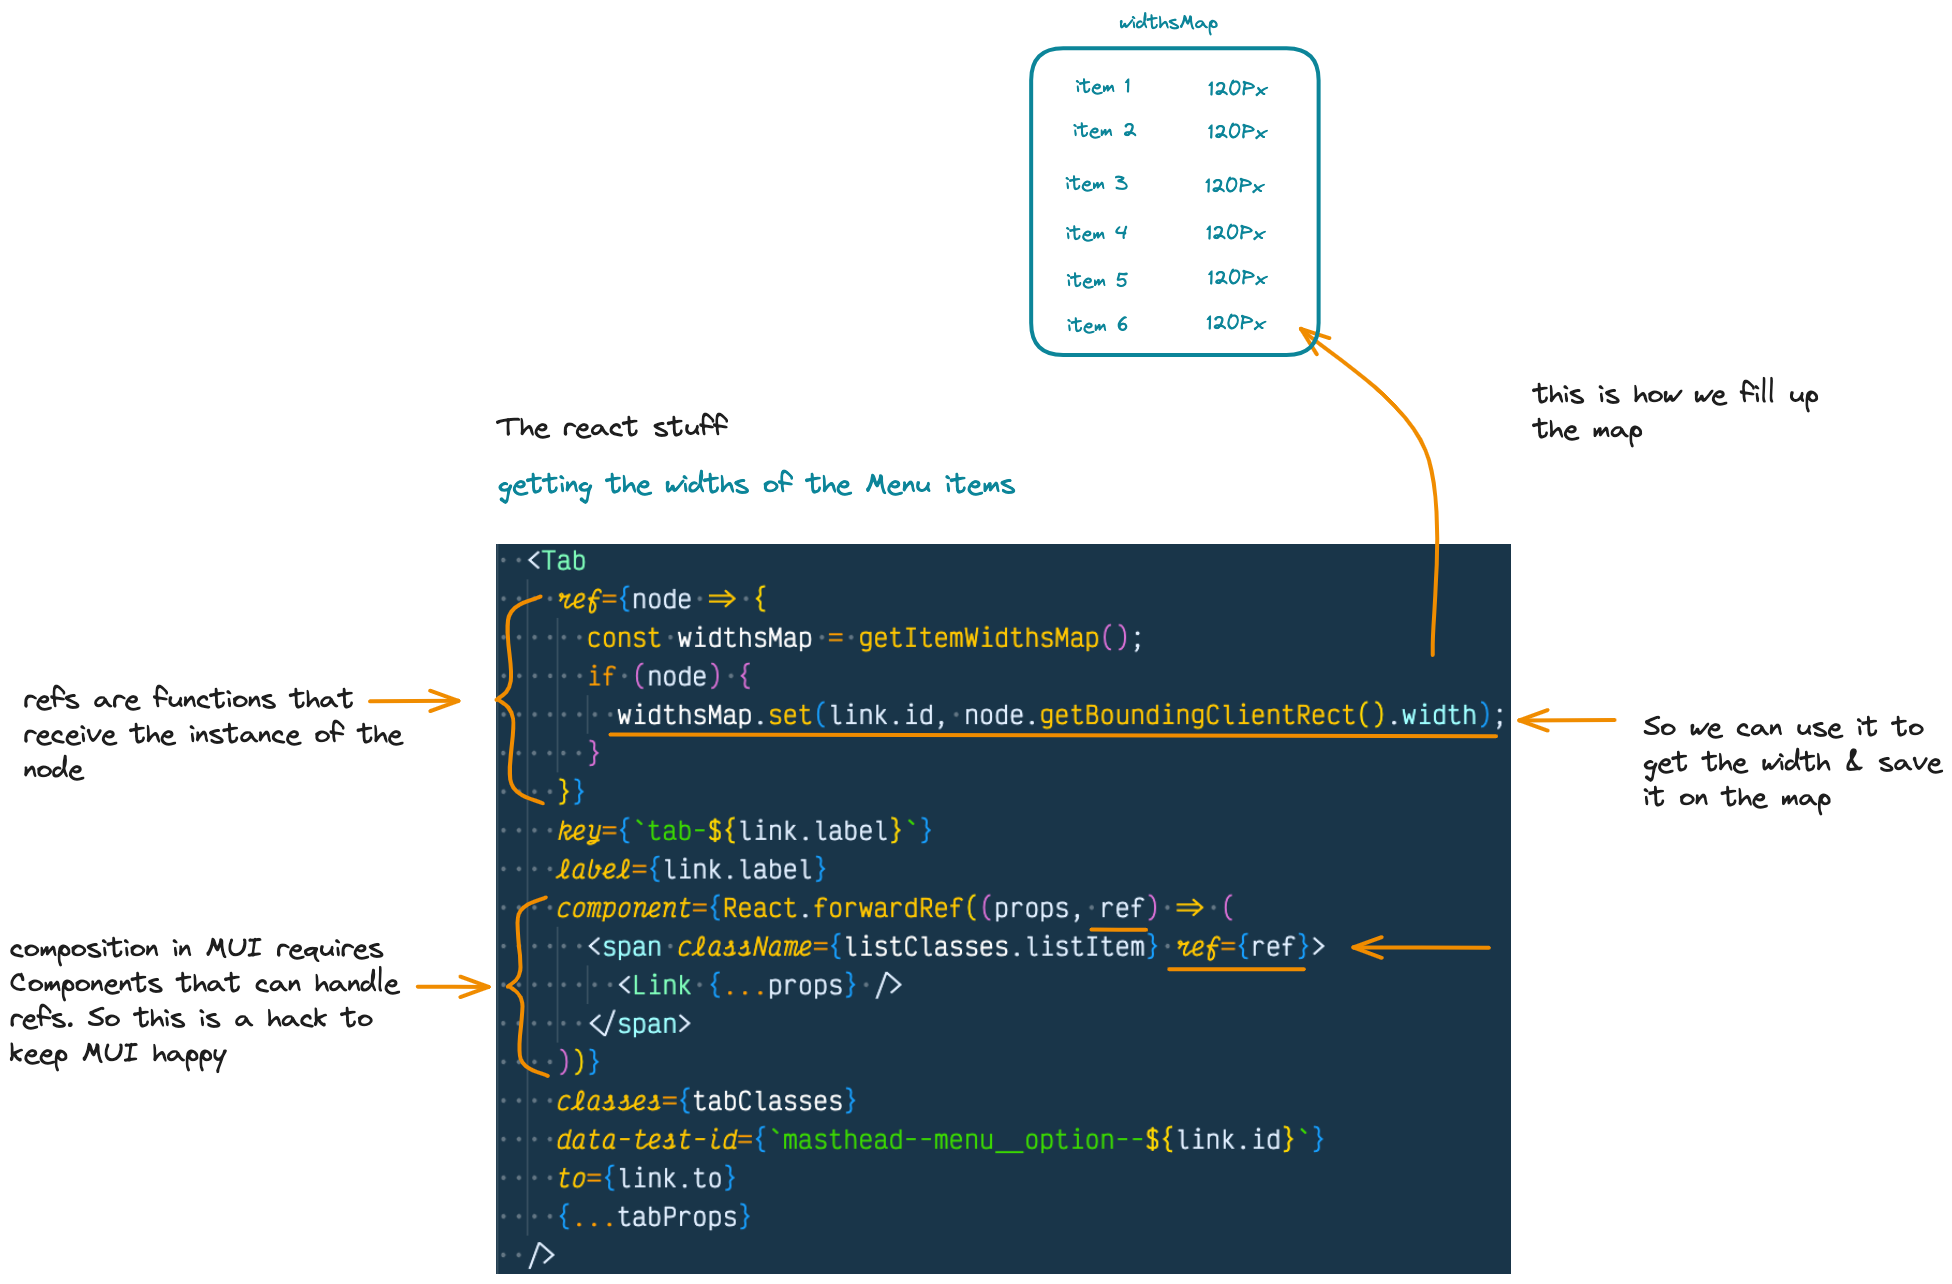 widthsMap
item 1 120Px
item 2 120Px
item 3 120Px
item 4 120Px
item 5 120Px
item 6 120Px
this is how we fill up
the map
The react stuff
getting the widths of the Menu items
<Tab
ref={node => {
const widthsMap = getItemWidthsMap();
if (node) {
widthsMap.set(link.id, node.getBoundingClientRect().width);
}
}}
key={`tab-${link.label}`}
label={link.label}
component={React.forwardRef((props, ref) => (
<span className={listClasses.listItem} ref={ref}>
<Link {...props} />
</span>
))}
classes={tabClasses}
data-test-id={`masthead--menu__option--${link.id}`}
to={link.to}
{...tabProps}
/>
refs are functions that
receive the instance of the
node
So we can use it to
get the width & save
it on the map
composition in MUI requires
Components that can handle
refs. So this is a hack to
keep MUI happy